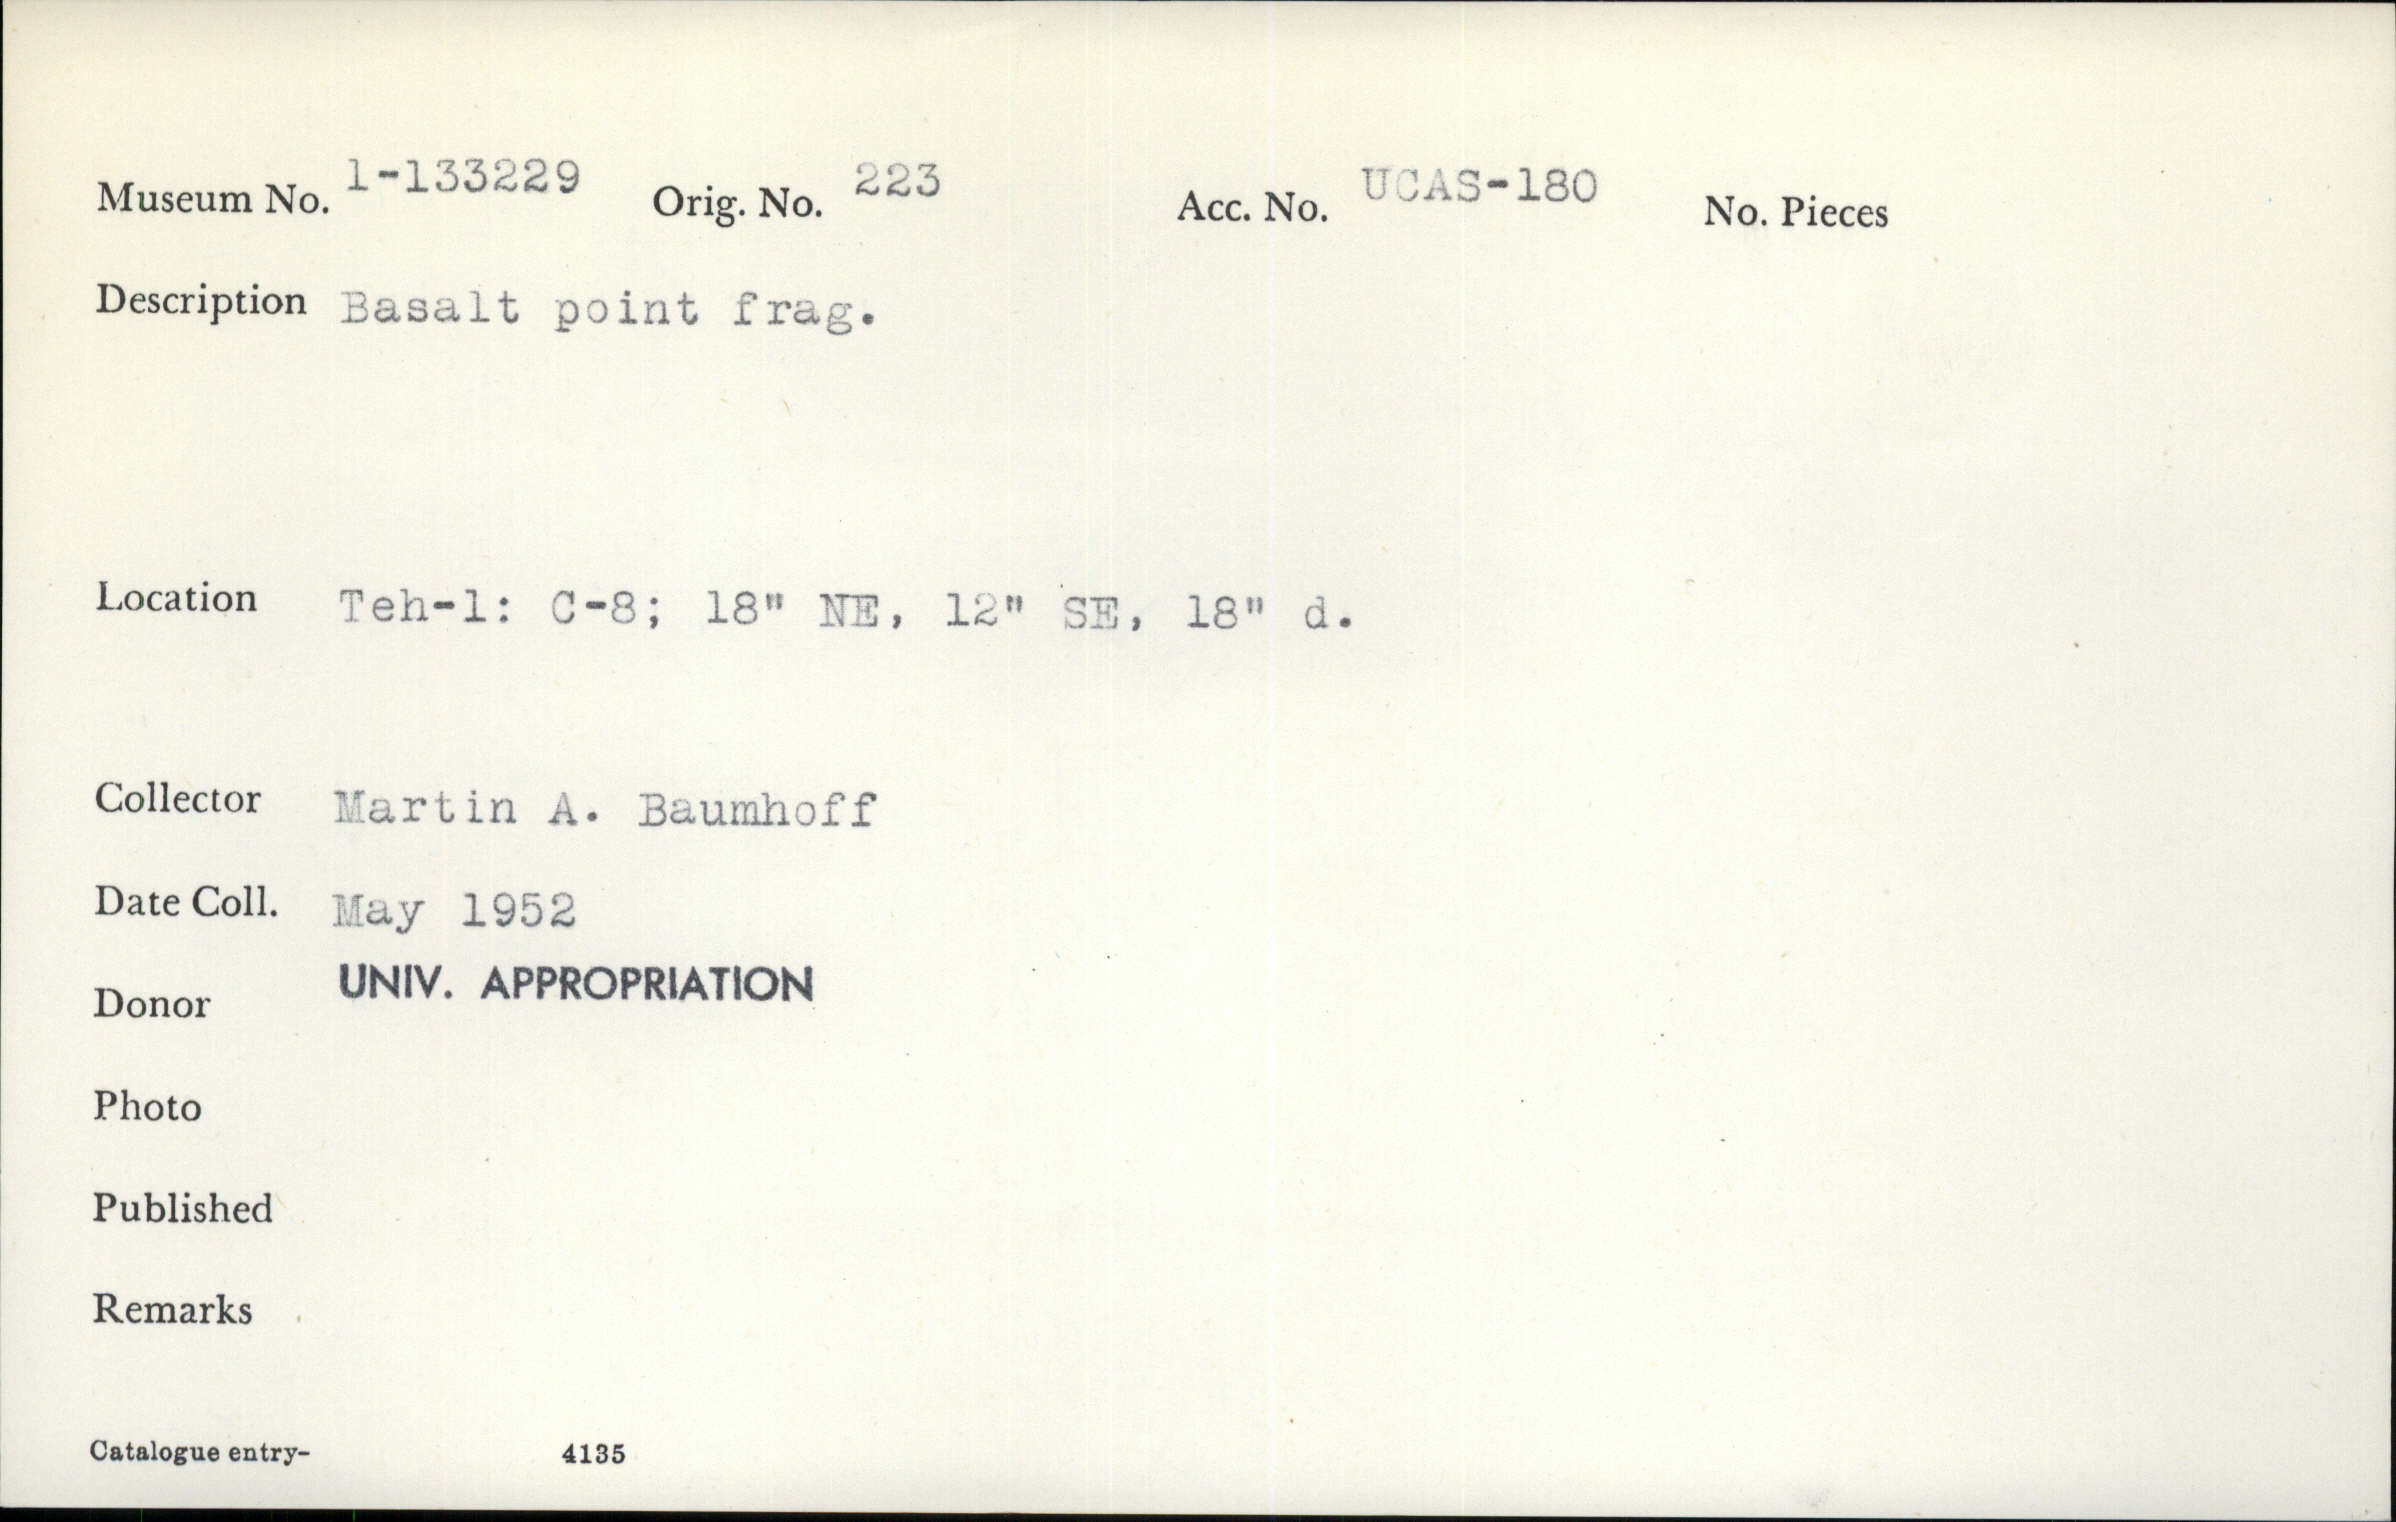 Museum No. 1-133229 Orig. No. 223 Acc. No. UCAS-180 No. Pieces
Description Basalt point frag.
Location Teh-1: C-8; 18" NE, 12" SE, 18" d.
Collector Martin A. Baumhoff
Date Coll. May 1952
Donor UNIV. APPROPRIATION
Photo
Published
Remarks
Catalogue entry- 4135